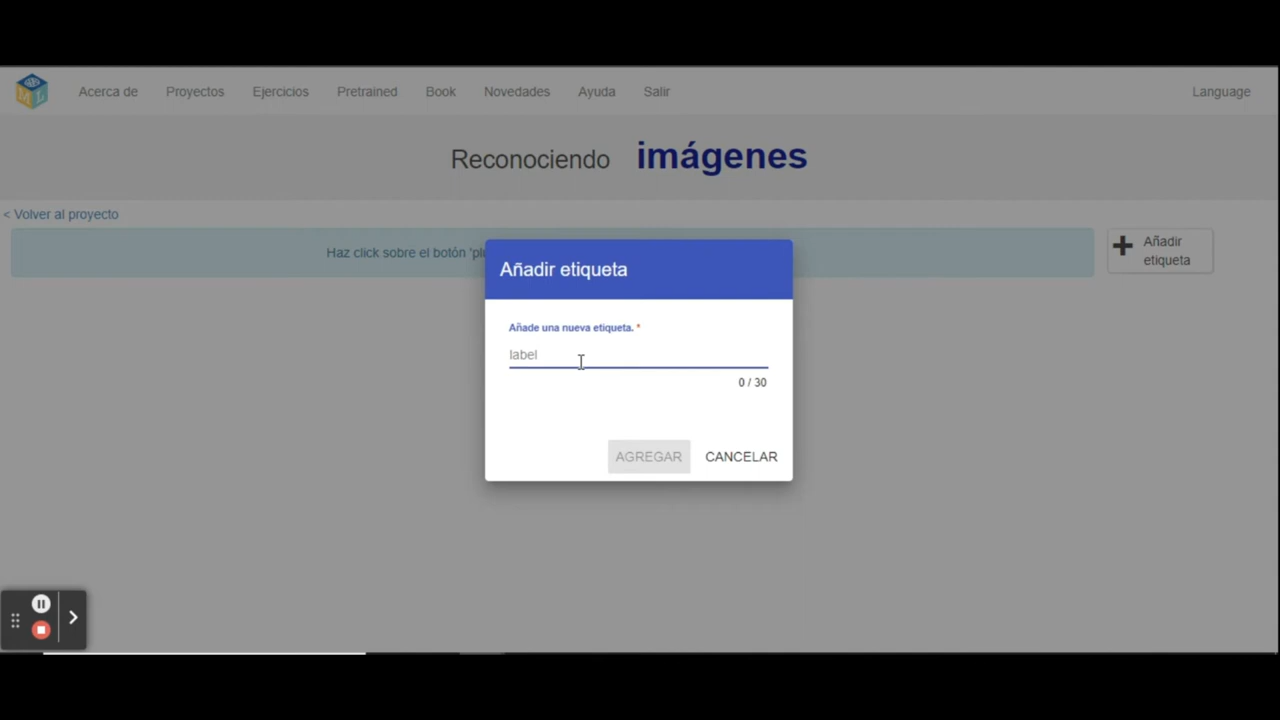 Acerca de Proyectos Ejercicios Pretrained Book Novedades Ayuda Salir Language
Reconociendo imágenes
< Volver al proyecto
Haz click sobre el botón
Añadir
etiqueta
Añadir etiqueta
Añade una nueva etiqueta. *
label
0 / 30
AGREGAR CANCELAR